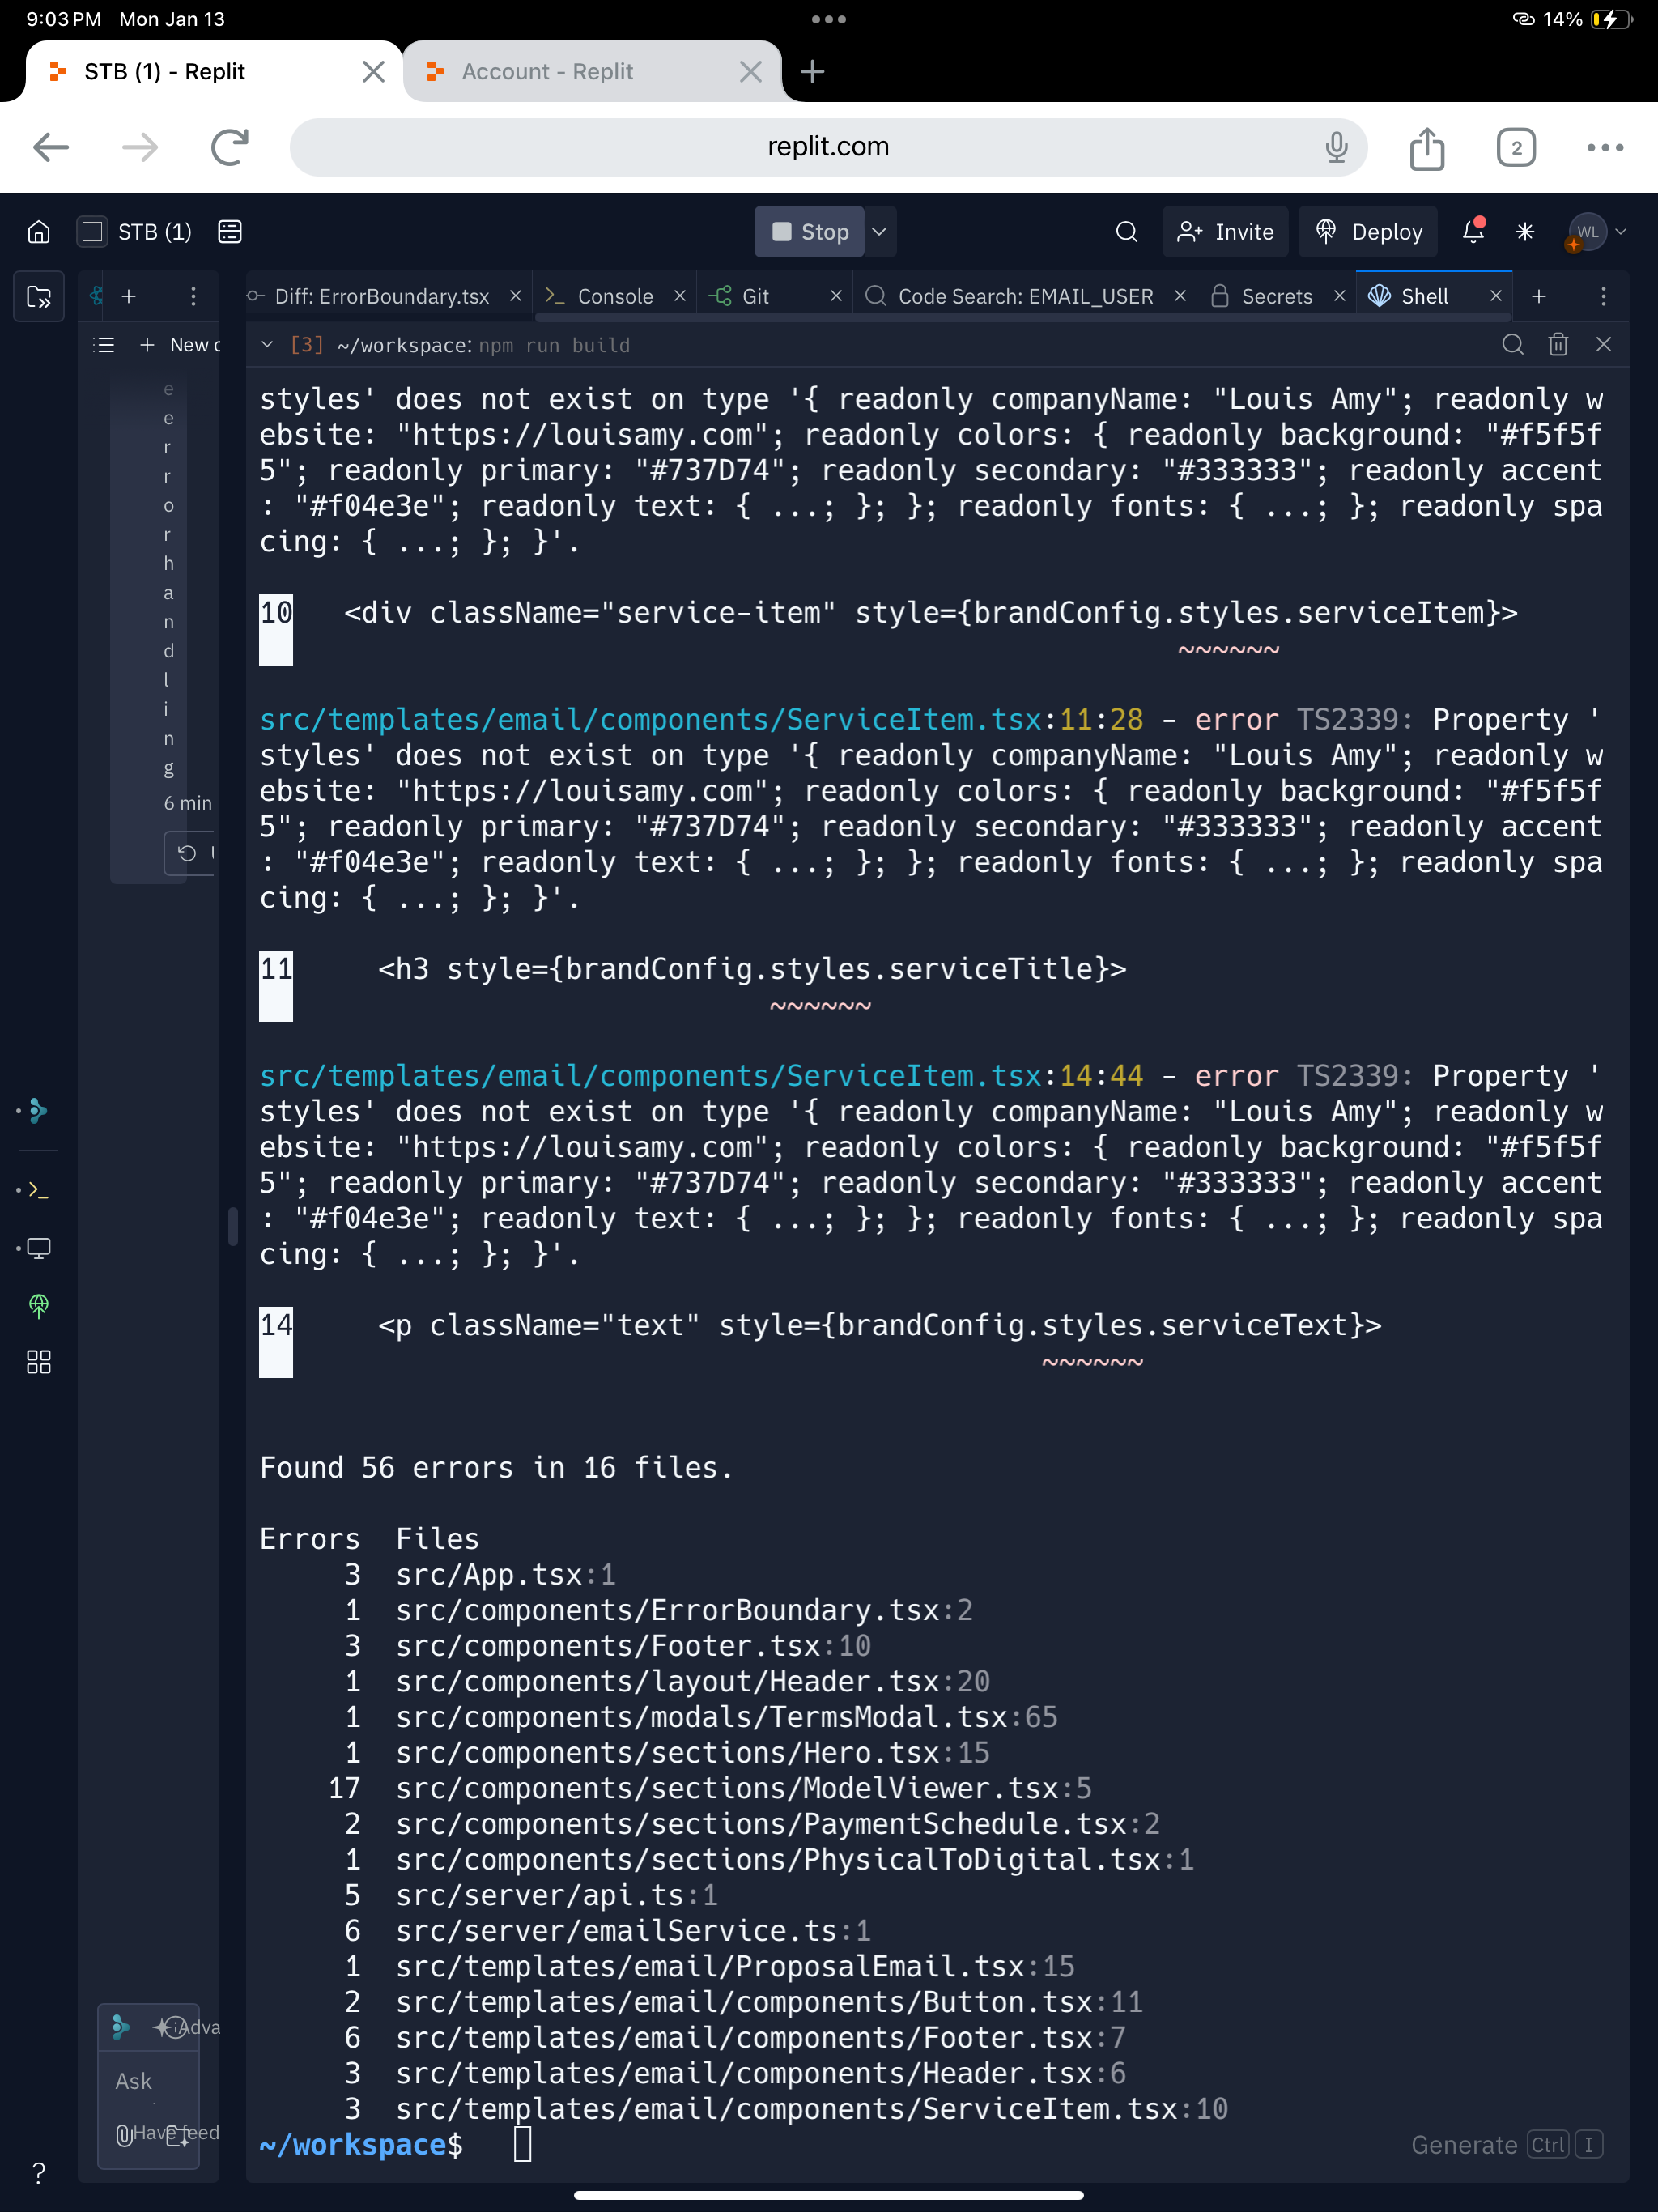 9:03 PM Mon Jan 13
14%
STB (1) - Replit
Account - Replit
replit.com
2
STB (1)
Stop
Invite
Deploy
WL
Diff: ErrorBoundary.tsx
Console
Git
Code Search: EMAIL_USER
Secrets
Shell
New c
[3] ~/workspace: npm run build
e
e
r
r
o
r
h
a
n
d
l
i
n
g
6 min
styles' does not exist on type '{ readonly companyName: "Louis Amy"; readonly w
ebsite: "https://louisamy.com"; readonly colors: { readonly background: "#f5f5f
5"; readonly primary: "#737D74"; readonly secondary: "#333333"; readonly accent
: "#f04e3e"; readonly text: { ...; }; }; readonly fonts: { ...; }; readonly spa
cing: { ...; }; }'.
10 <div className="service-item" style={brandConfig.styles.serviceItem}>
~~~~~~
src/templates/email/components/ServiceItem.tsx:11:28 - error TS2339: Property '
styles' does not exist on type '{ readonly companyName: "Louis Amy"; readonly w
ebsite: "https://louisamy.com"; readonly colors: { readonly background: "#f5f5f
5"; readonly primary: "#737D74"; readonly secondary: "#333333"; readonly accent
: "#f04e3e"; readonly text: { ...; }; }; readonly fonts: { ...; }; readonly spa
cing: { ...; }; }'.
11 <h3 style={brandConfig.styles.serviceTitle}>
~~~~~~
src/templates/email/components/ServiceItem.tsx:14:44 - error TS2339: Property '
styles' does not exist on type '{ readonly companyName: "Louis Amy"; readonly w
ebsite: "https://louisamy.com"; readonly colors: { readonly background: "#f5f5f
5"; readonly primary: "#737D74"; readonly secondary: "#333333"; readonly accent
: "#f04e3e"; readonly text: { ...; }; }; readonly fonts: { ...; }; readonly spa
cing: { ...; }; }'.
14 <p className="text" style={brandConfig.styles.serviceText}>
~~~~~~
Found 56 errors in 16 files.
Errors Files
3 src/App.tsx:1
1 src/components/ErrorBoundary.tsx:2
3 src/components/Footer.tsx:10
1 src/components/layout/Header.tsx:20
1 src/components/modals/TermsModal.tsx:65
1 src/components/sections/Hero.tsx:15
17 src/components/sections/ModelViewer.tsx:5
2 src/components/sections/PaymentSchedule.tsx:2
1 src/components/sections/PhysicalToDigital.tsx:1
5 src/server/api.ts:1
6 src/server/emailService.ts:1
1 src/templates/email/ProposalEmail.tsx:15
2 src/templates/email/components/Button.tsx:11
6 src/templates/email/components/Footer.tsx:7
3 src/templates/email/components/Header.tsx:6
3 src/templates/email/components/ServiceItem.tsx:10
~/workspace$
Generate Ctrl I
Adva
Ask
Have feed
?